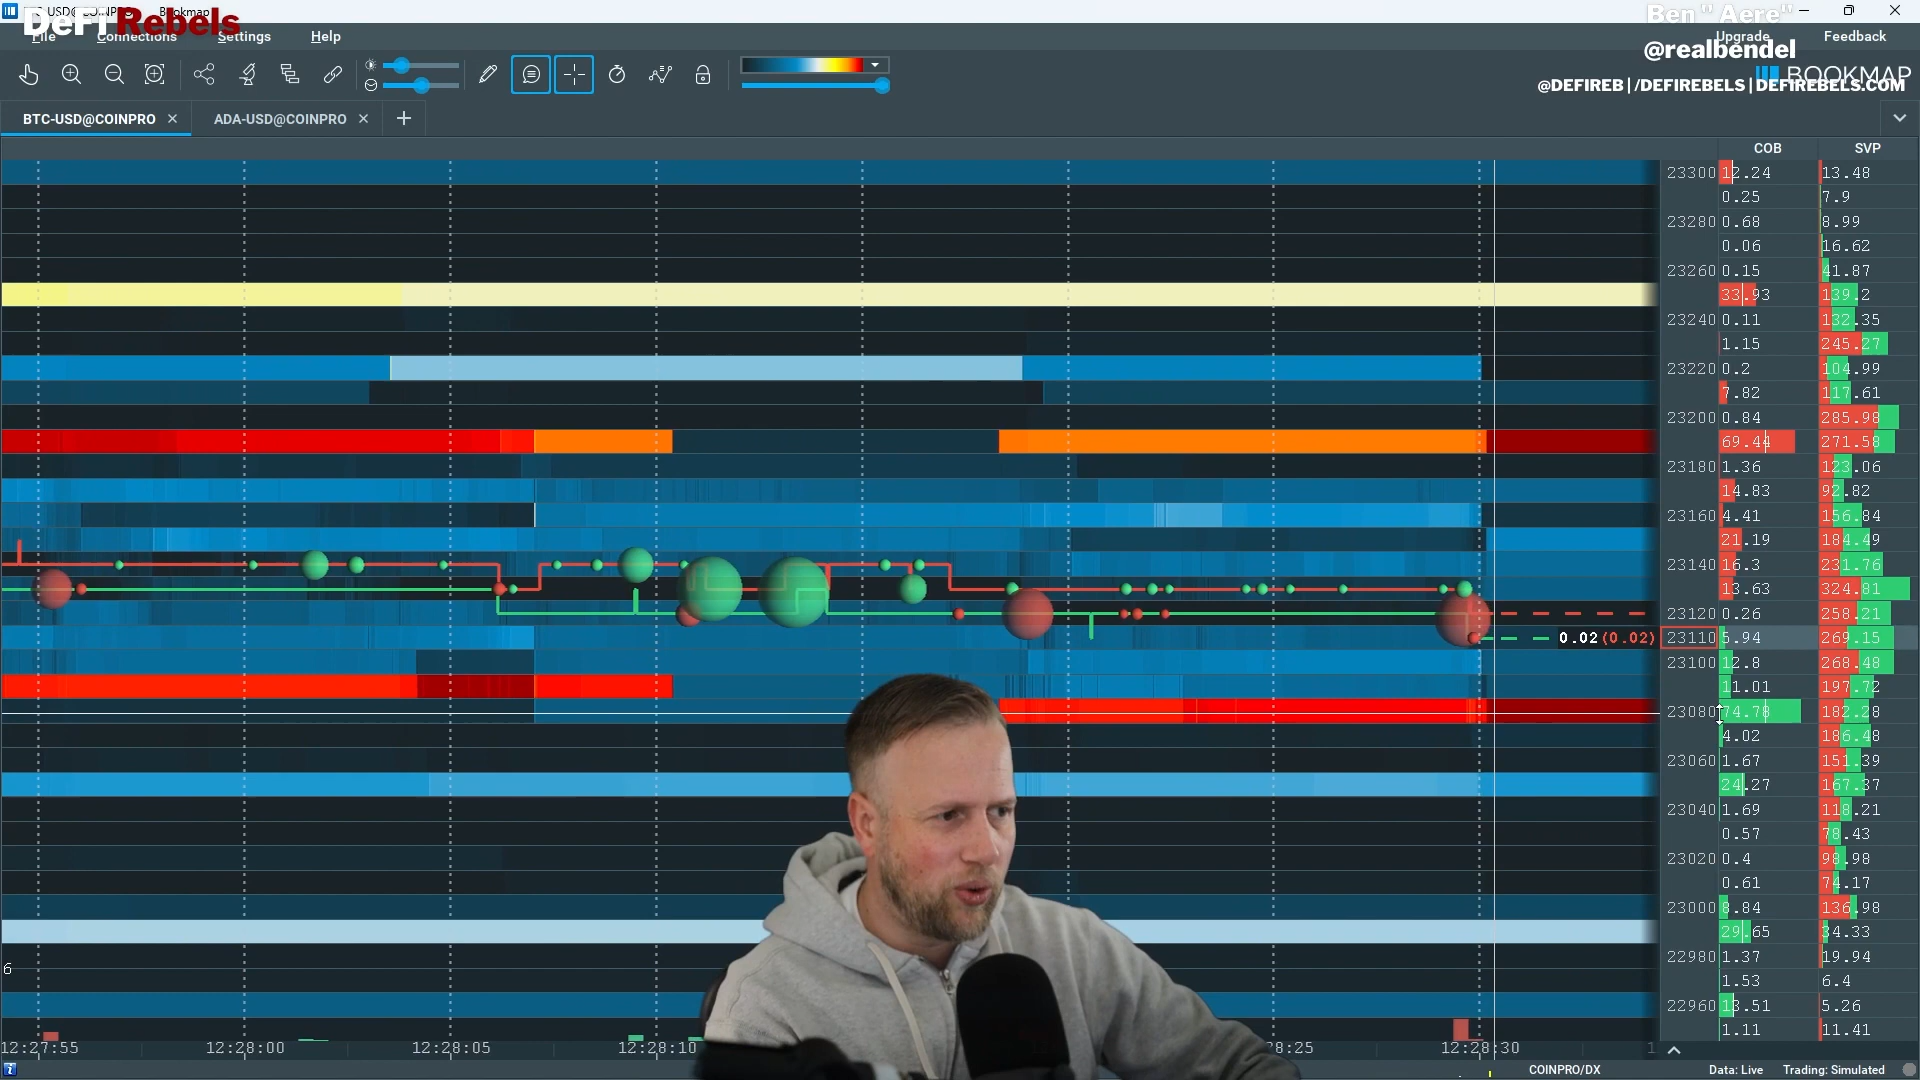 DeFi Rebels
Bookmap
Ben "Aere"
File
Connections
Settings
Help
Upgrade
Feedback
@realbendel
BOOKMAP
@DEFIREB | /DEFIREBELS | DEFIREBELS.COM
BTC-USD@COINPRO
ADA-USD@COINPRO
COB SVP
23300 12.24 13.48
0.25 7.9
23280 0.68 8.99
0.06 16.62
23260 0.15 41.87
33.93 139.2
23240 0.11 132.35
1.15 245.27
23220 0.2 104.99
7.82 117.61
23200 0.84 285.98
69.44 271.58
23180 1.36 123.06
14.83 92.82
23160 4.41 156.84
21.19 184.49
23140 16.3 231.76
13.63 324.81
23120 0.26 258.21
0.02(0.02) 23110 5.94 269.15
23100 12.8 268.48
11.01 197.72
23080 74.78 182.28
4.02 186.48
23060 1.67 151.39
24.27 167.37
23040 1.69 118.21
0.57 78.43
23020 0.4 98.98
0.61 74.17
23000 8.84 136.98
29.65 34.33
6
22980 1.37 19.94
1.53 6.4
22960 13.51 5.26
1.11 11.41
12:27:55 12:28:00 12:28:05 12:28:10 28:25 12:28:30
COINPRO/DX Data: Live Trading: Simulated